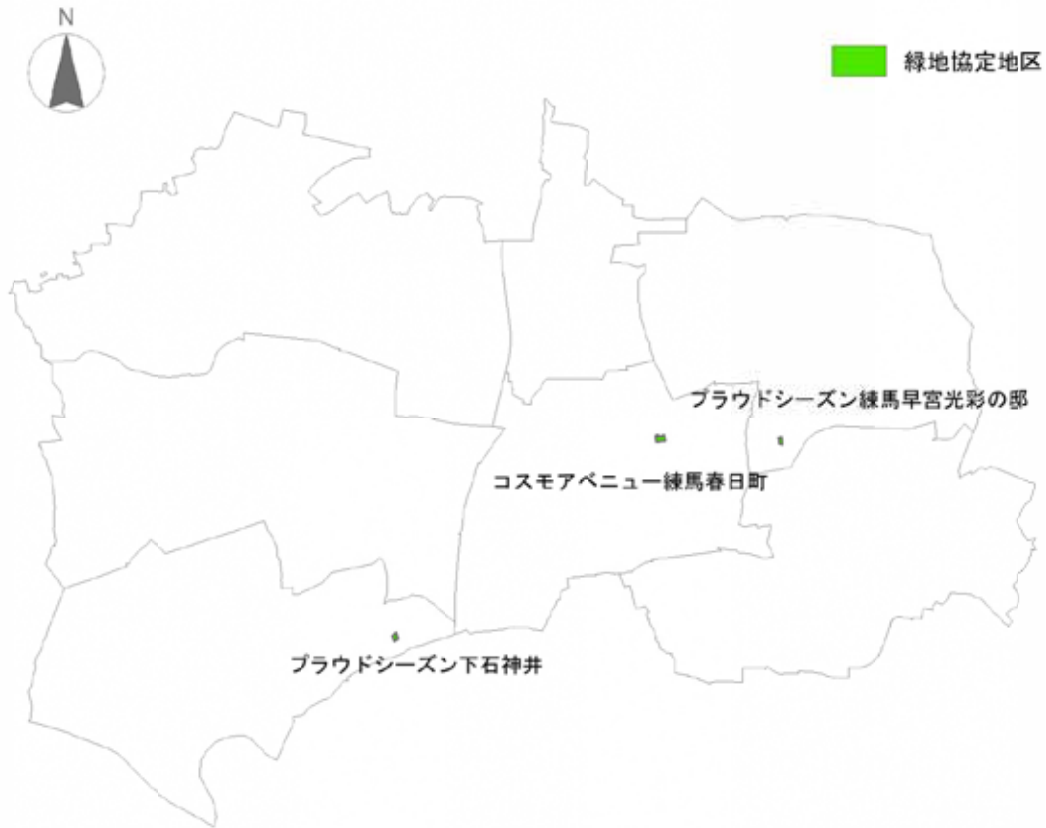 N
緑地協定地区
プラウドシーズン練馬早宮光彩の邸
コスモアベニュー練馬春日町
プラウドシーズン下石神井